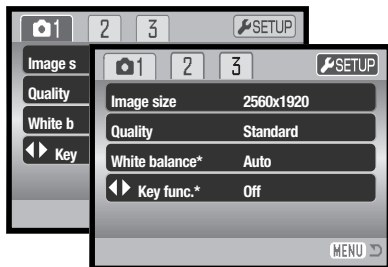 1 2 3 SETUP
Image s
Quality
White b
Key
1 2 3 SETUP
Image size 2560x1920
Quality Standard
White balance* Auto
Key func.* Off
MENU